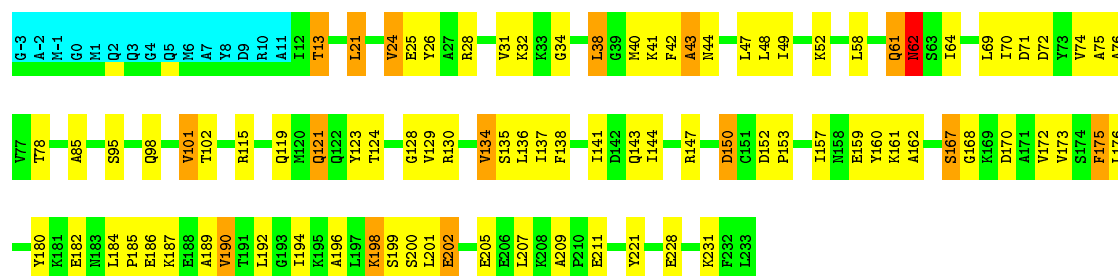 G-3 A-2 M-1 G0 M1 Q2 Q3 G4 Q5 M6 A7 Y8 D9 R10 A11 I12 T13 L21 V24 E25 Y26 A27 R28 V31 K32 K33 G34 L38 G39 M40 K41 F42 A43 N44 L47 L48 I49 K52 L58 Q61 N62 S63 I64 L69 I70 D71 D72 Y73 V74 A75 A76
V77 T78 A85 S95 Q98 V101 T102 R115 Q119 M120 Q121 Q122 Y123 T124 G128 V129 R130 V134 S135 L136 I137 F138 I141 D142 Q143 I144 R147 D150 C151 D152 P153 I157 N158 E159 Y160 K161 A162 S167 G168 K169 D170 A171 V172 V173 S174 F175 L176
Y180 K181 E182 N183 L184 P185 E186 K187 E188 A189 V190 T191 L192 G193 I194 K195 A196 L197 K198 S199 S200 L201 E202 E205 E206 L207 K208 A209 P210 E211 Y221 E228 K231 F232 L233